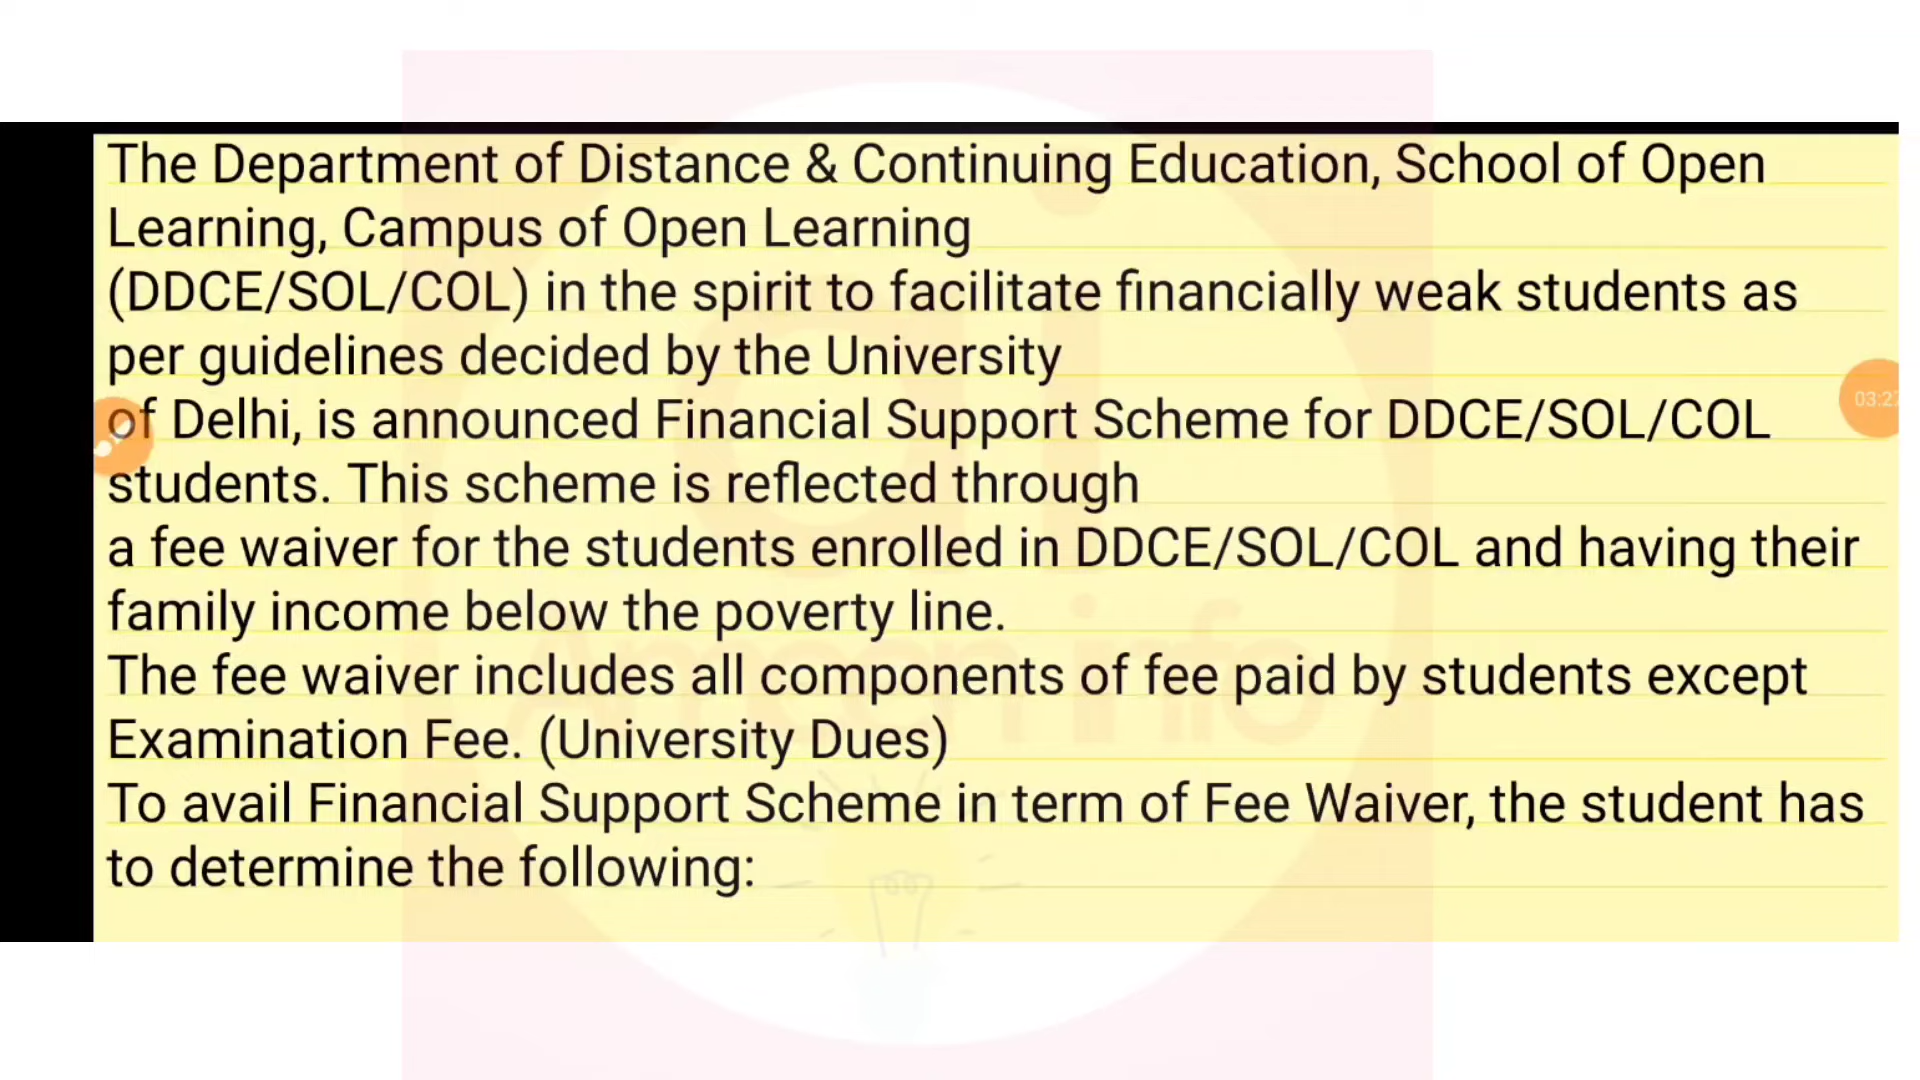 The Department of Distance & Continuing Education, School of Open
Learning, Campus of Open Learning
(DDCE/SOL/COL) in the spirit to facilitate financially weak students as
per guidelines decided by the University
of Delhi, is announced Financial Support Scheme for DDCE/SOL/COL
students. This scheme is reflected through
a fee waiver for the students enrolled in DDCE/SOL/COL and having their
family income below the poverty line.
The fee waiver includes all components of fee paid by students except
Examination Fee. (University Dues)
To avail Financial Support Scheme in term of Fee Waiver, the student has
to determine the following: